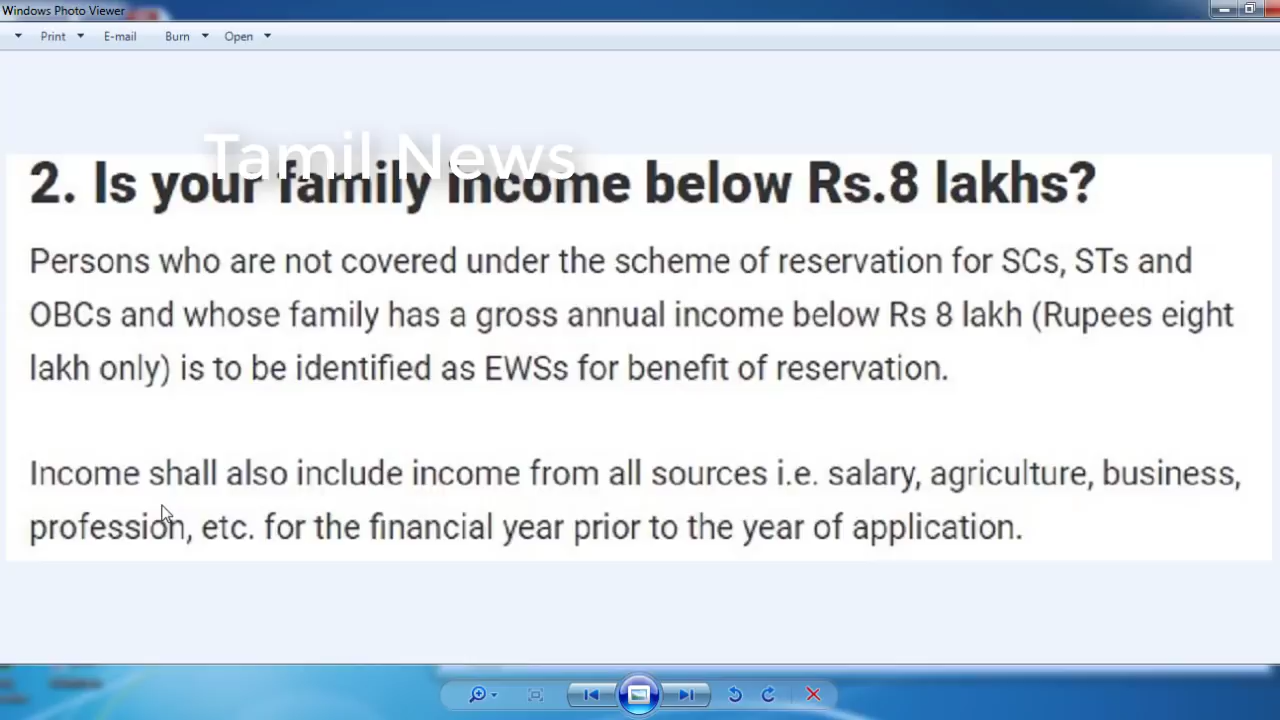 Windows Photo Viewer
Print
E-mail
Burn
Open
Tamil News
2. Is your family income below Rs.8 lakhs?
Persons who are not covered under the scheme of reservation for SCs, STs and
OBCs and whose family has a gross annual income below Rs 8 lakh (Rupees eight
lakh only) is to be identified as EWSs for benefit of reservation.
Income shall also include income from all sources i.e. salary, agriculture, business,
profession, etc. for the financial year prior to the year of application.